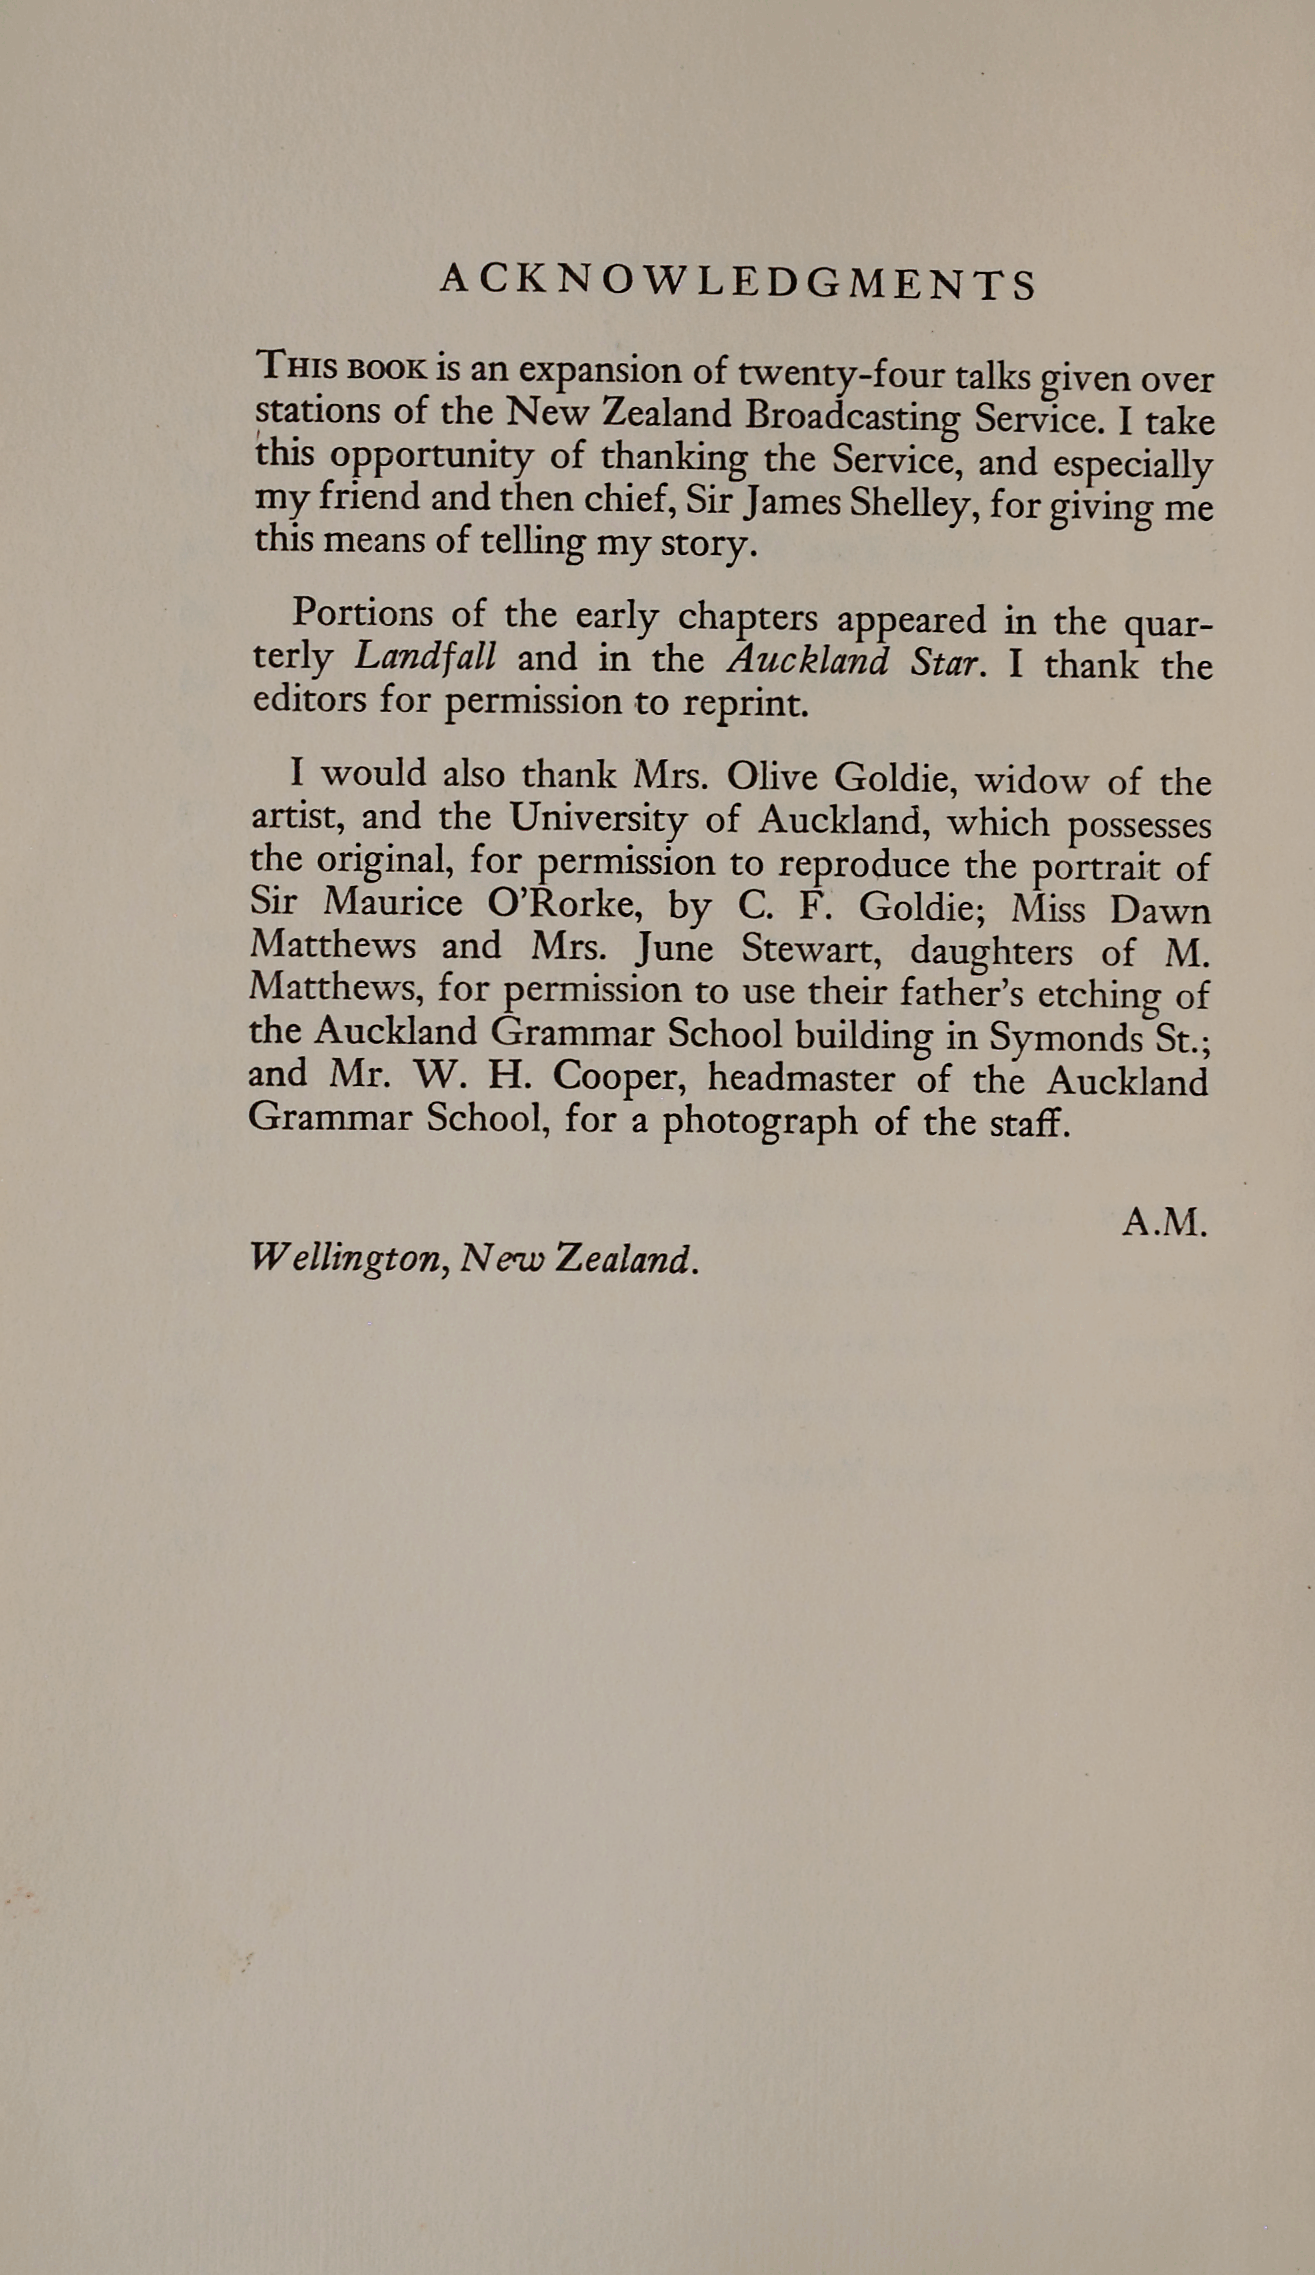 ACKNOWLEDGMENTS
THIS BOOK is an expansion of twenty-four talks given over
stations of the New Zealand Broadcasting Service. I take
this opportunity of thanking the Service, and especially
my friend and then chief, Sir James Shelley, for giving me
this means of telling my story.
Portions of the early chapters appeared in the quar-
terly Landfall and in the Auckland Star. I thank the
editors for permission to reprint.
I would also thank Mrs. Olive Goldie, widow of the
artist, and the University of Auckland, which possesses
the original, for permission to reproduce the portrait of
Sir Maurice O'Rorke, by C. F. Goldie; Miss Dawn
Matthews and Mrs. June Stewart, daughters of M.
Matthews, for permission to use their father's etching of
the Auckland Grammar School building in Symonds St.;
and Mr. W. H. Cooper, headmaster of the Auckland
Grammar School, for a photograph of the staff.
A.M.
Wellington, New Zealand.